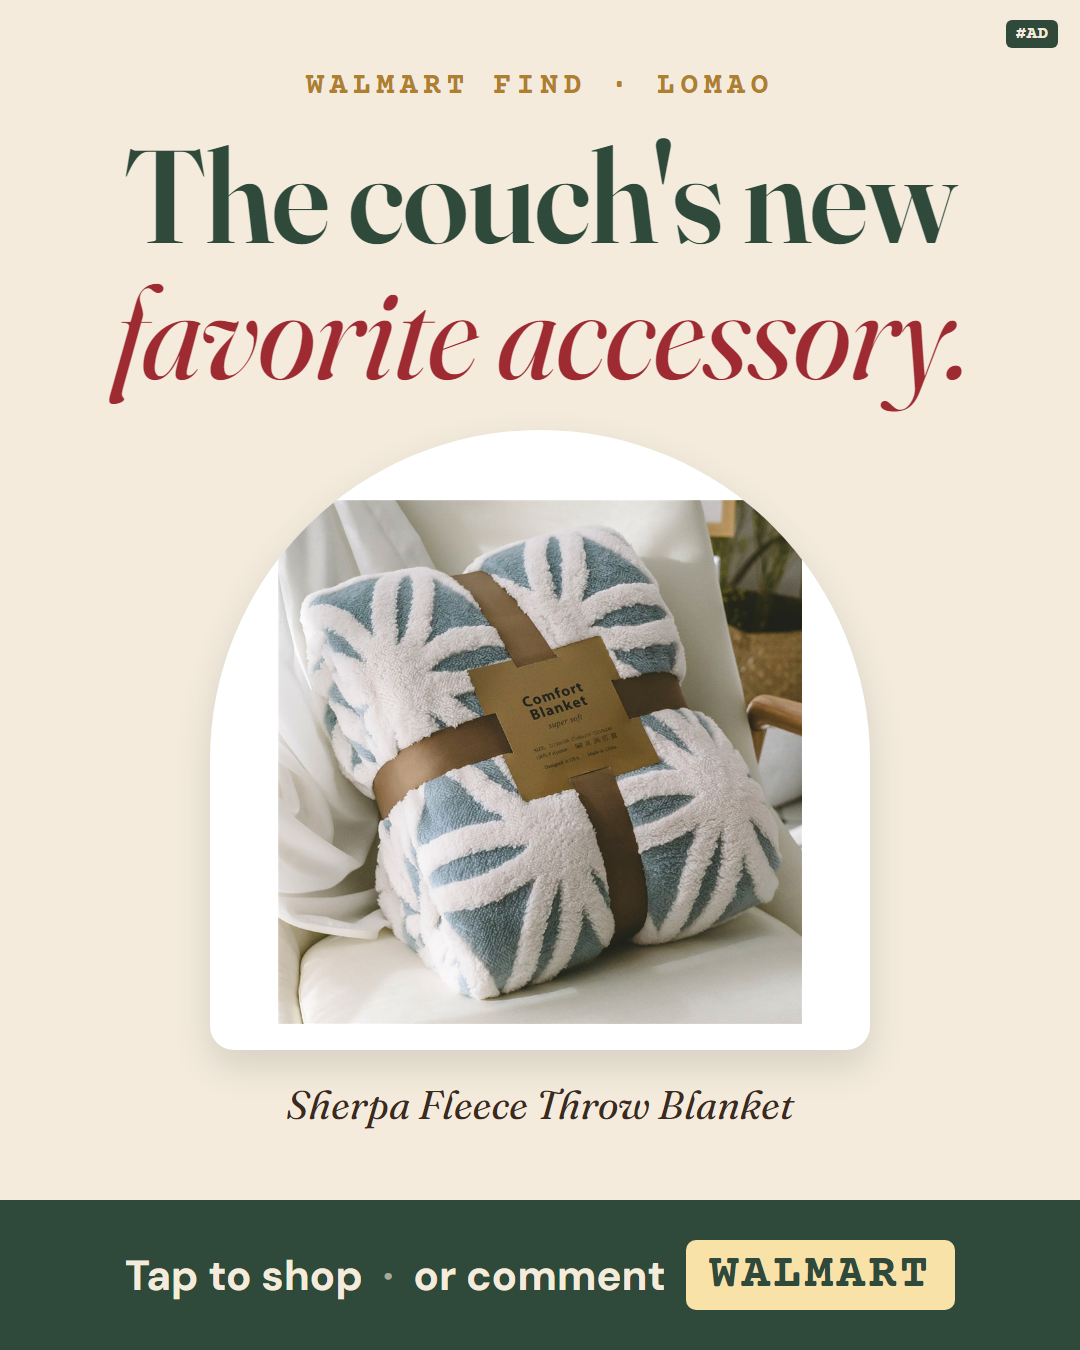 #AD
WALMART FIND · LOMAO
The couch's new
favorite accessory.
Comfort
Blanket
super soft
Sherpa Fleece Throw Blanket
Tap to shop · or comment WALMART